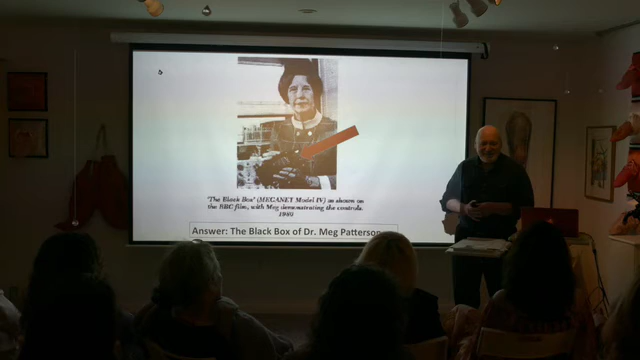 "The Black Box" (MEGANET Model IV) as shown on
the BBC film, with Meg demonstrating the controls.
1980
Answer: The Black Box of Dr. Meg Patterson